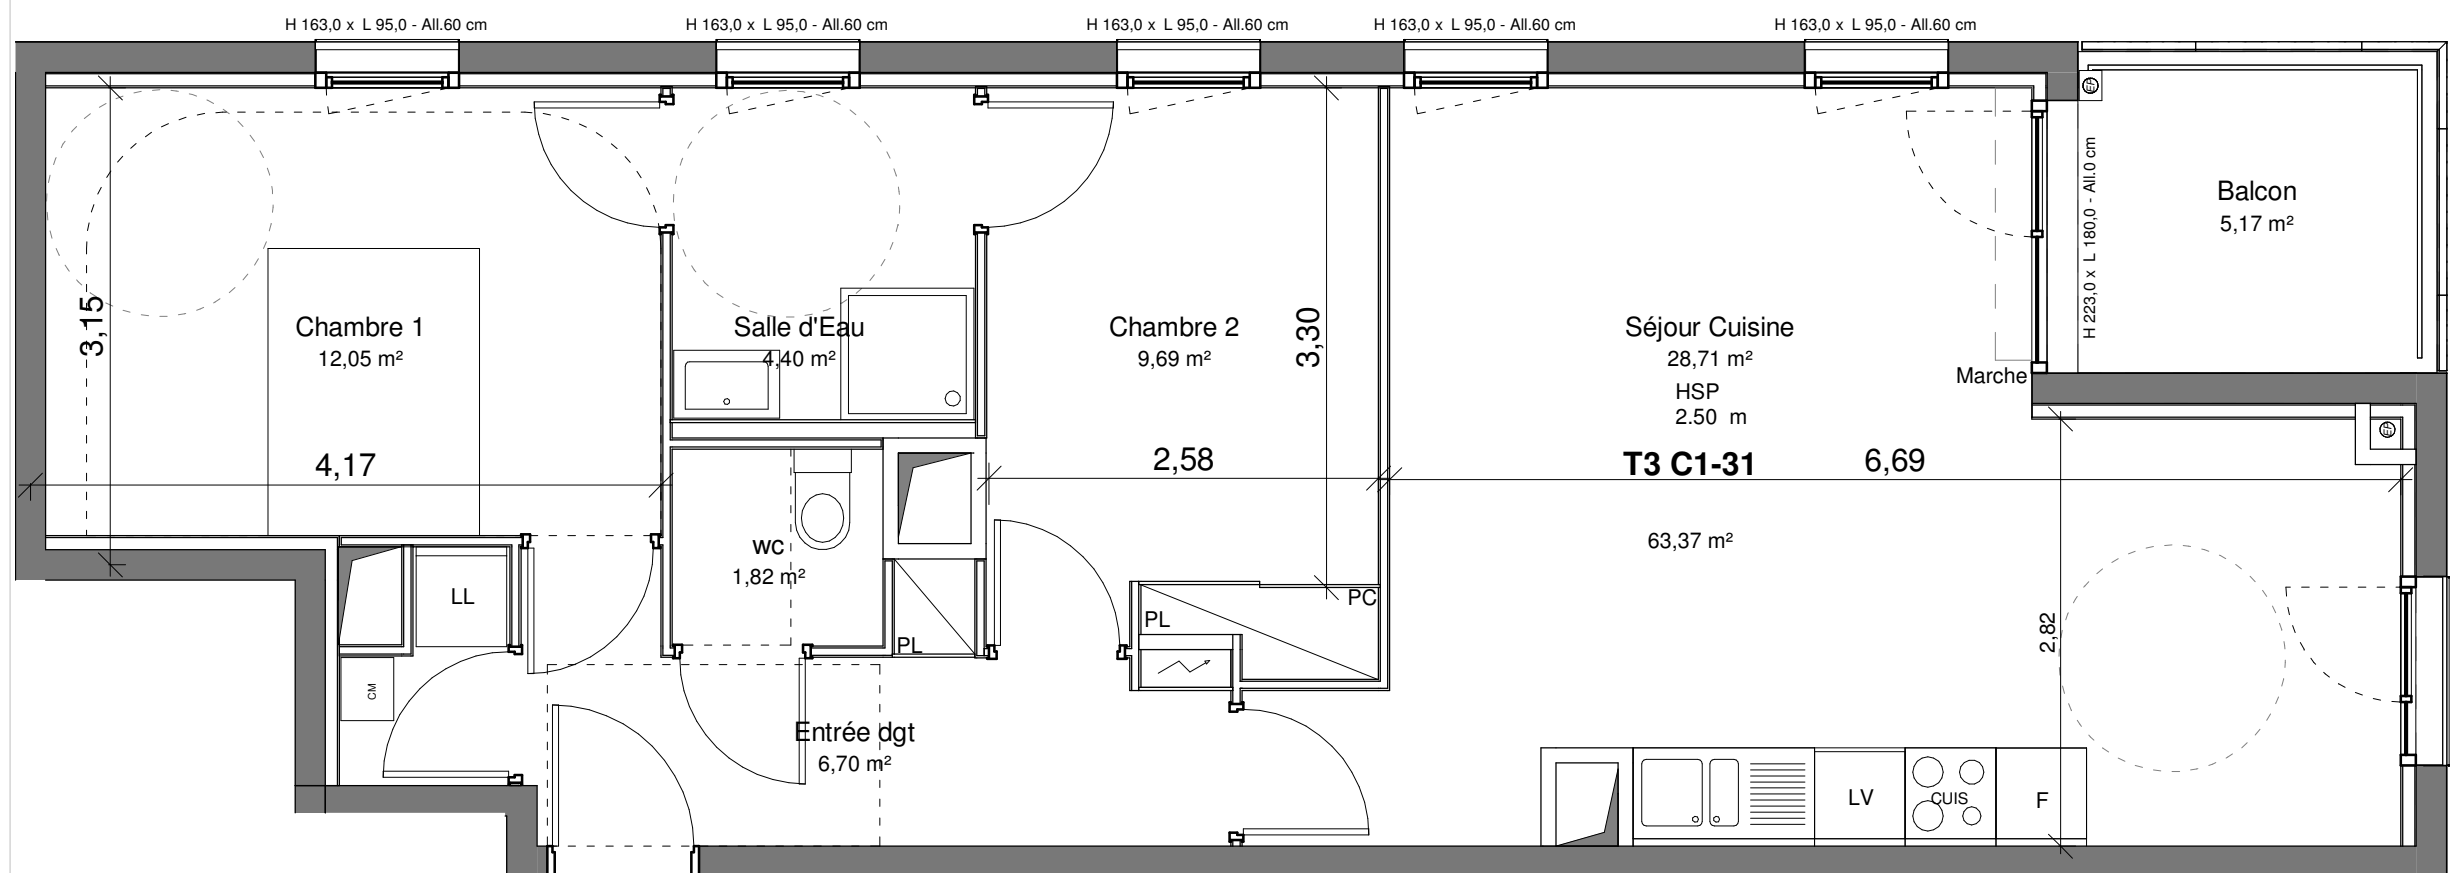 H 163,0 x L 95,0 - All.60 cm
H 163,0 x L 95,0 - All.60 cm
H 163,0 x L 95,0 - All.60 cm
H 163,0 x L 95,0 - All.60 cm
H 163,0 x L 95,0 - All.60 cm
EP
H 223,0 x L 180,0 - All.0 cm
Balcon
5,17 m²
3,15
Chambre 1
12,05 m²
Salle d'Eau
4,40 m²
Chambre 2
9,69 m²
3,30
Séjour Cuisine
28,71 m²
HSP
2.50 m
Marche
EP
4,17
2,58
T3 C1-31
6,69
63,37 m²
wc
1,82 m²
LL
PL
PL
PC
2,82
CM
Entrée dgt
6,70 m²
LV
CUIS
F